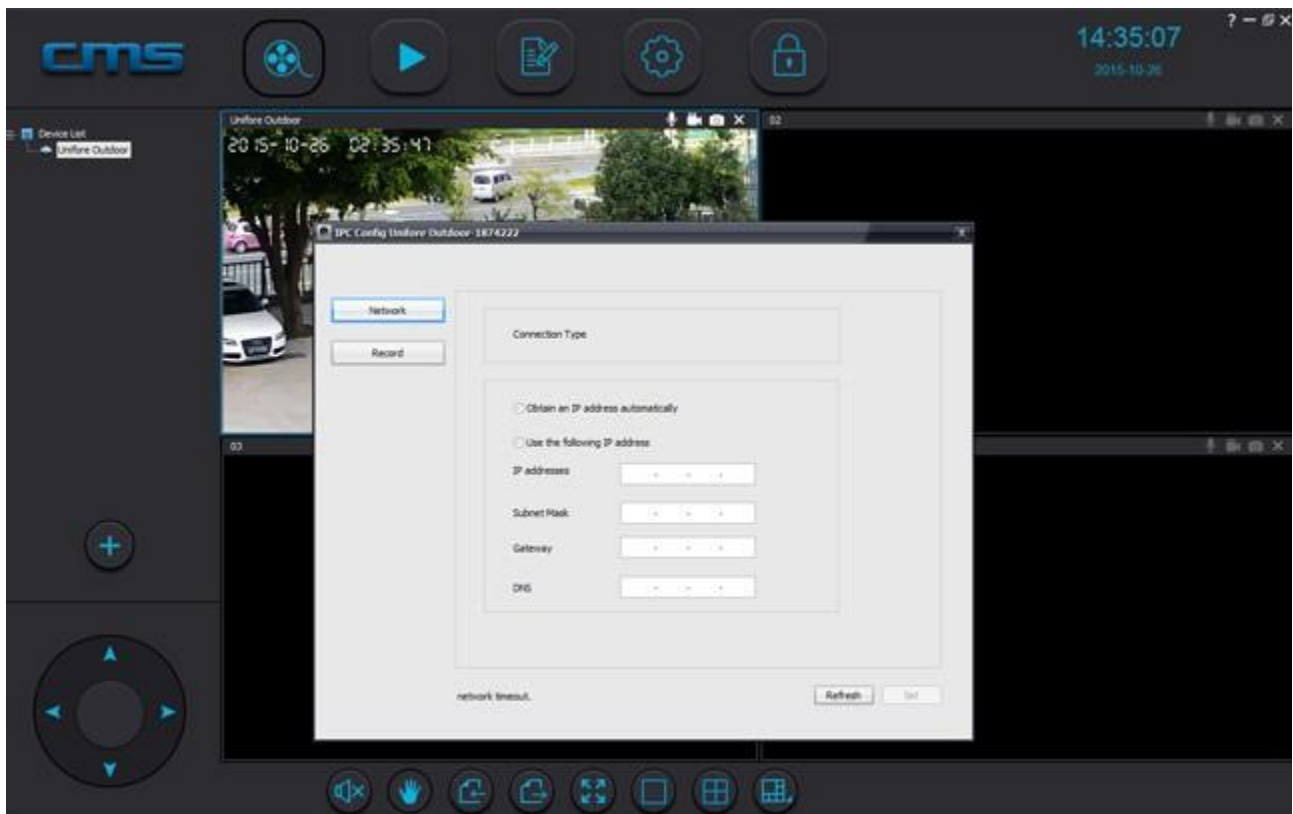 cms
14:35:07
2015-10-26
?
Device List
Unifore Outdoor
Unifore Outdoor
2015-10-26 02:35:47
02
03
IPC Config Unifore Outdoor-1874222
Network
Record
Connection Type
Obtain an IP address automatically
Use the following IP address
IP addresses
Subnet Mask
Gateway
DNS
network timeout.
Refresh
Set